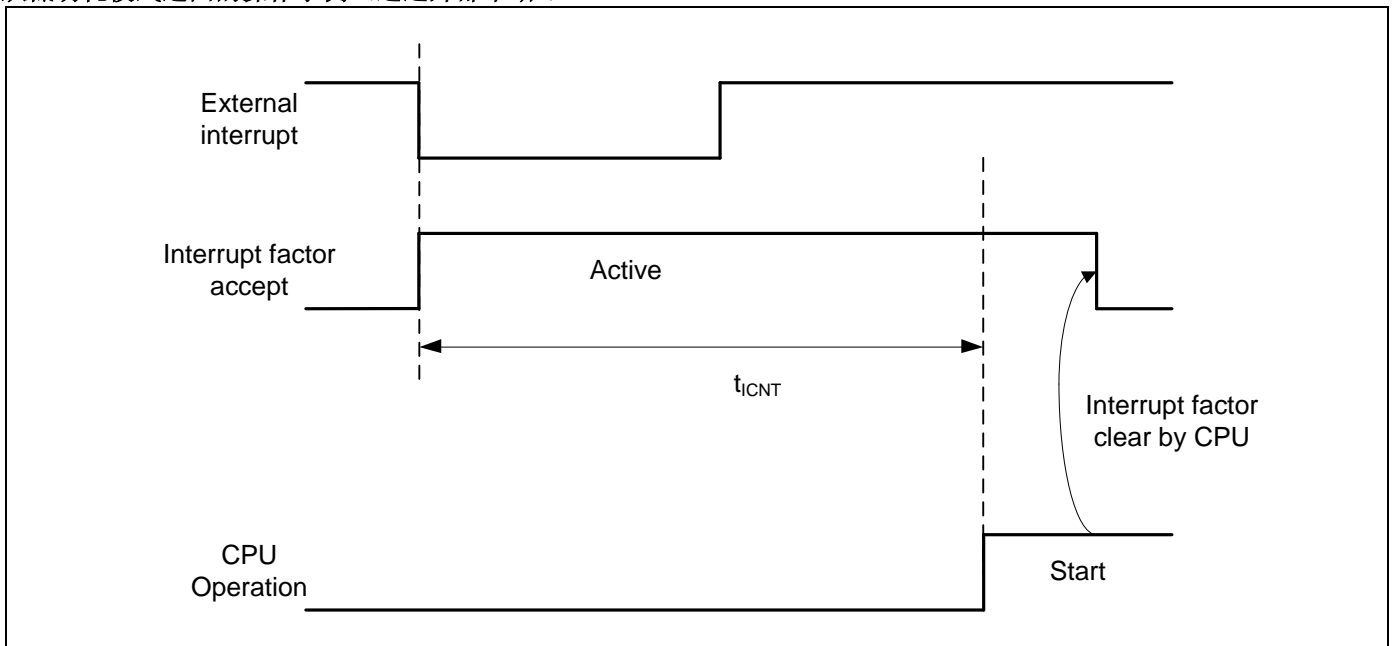 External
interrupt
Interrupt factor
accept
Active
tICNT
Interrupt factor
clear by CPU
CPU
Operation
Start